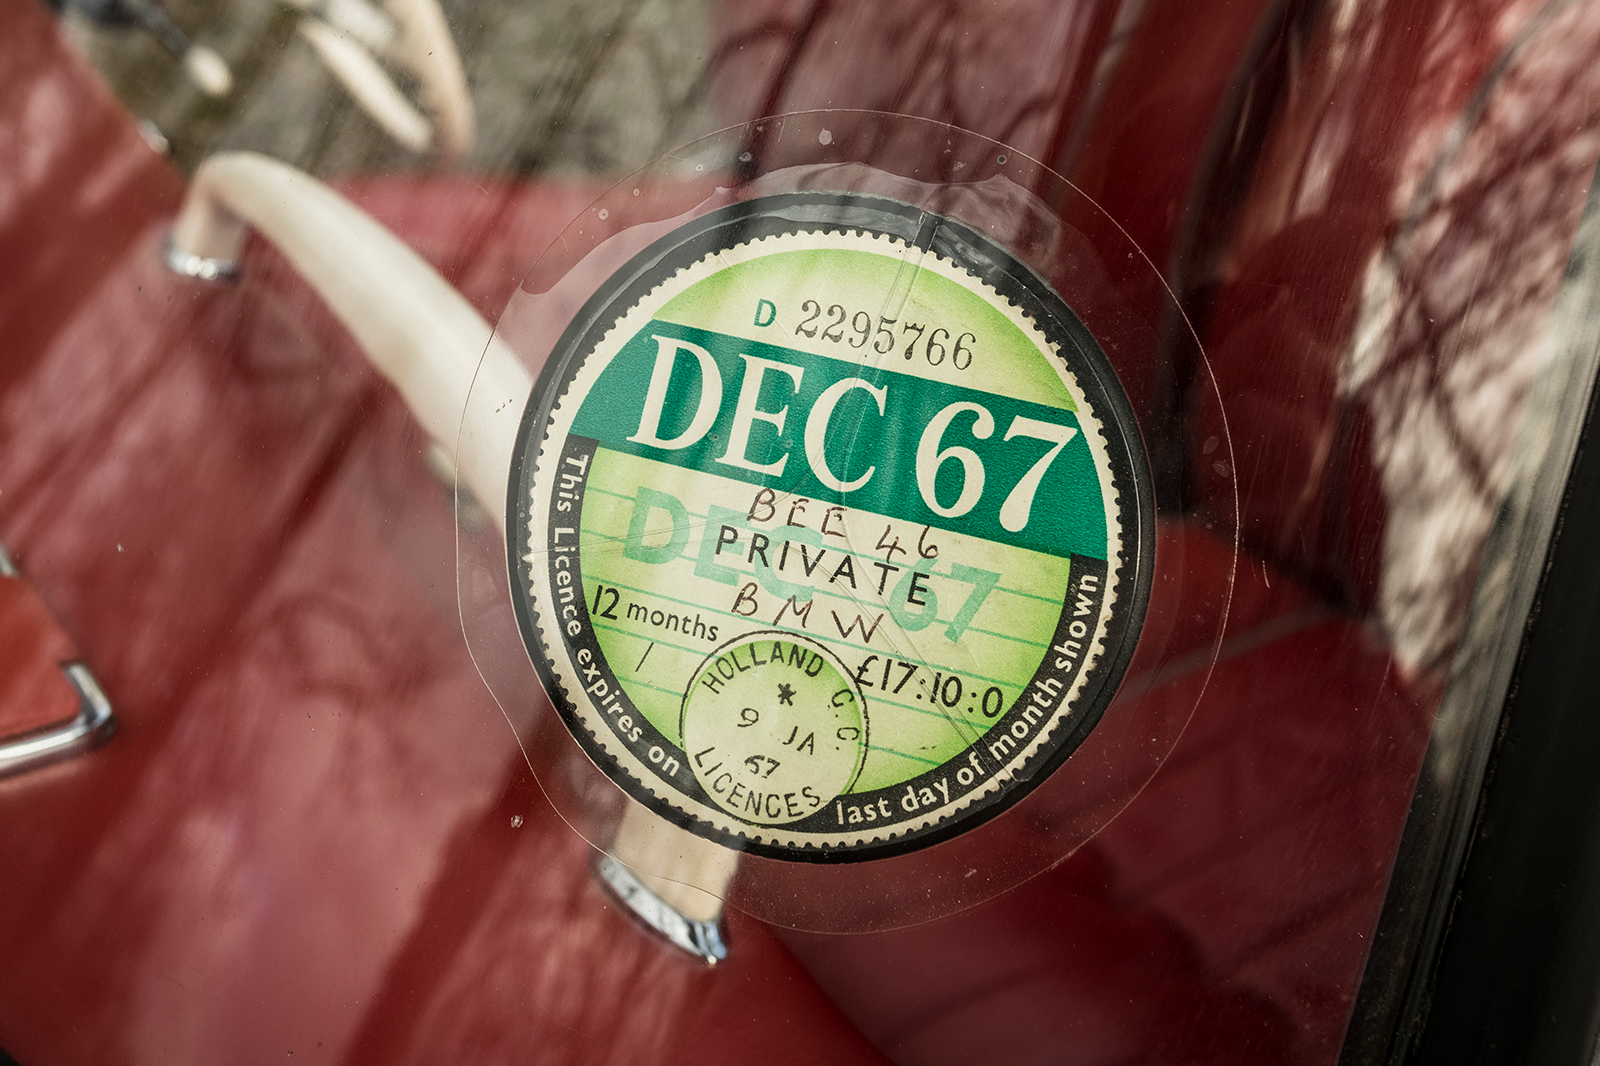 D 2295766
DEC 67
BEE 46
DEC 67
PRIVATE
BMW
12 months
£17:10:0
/
HOLLAND C.C.
*
9 JA
67
LICENCES
This Licence expires on last day of month shown